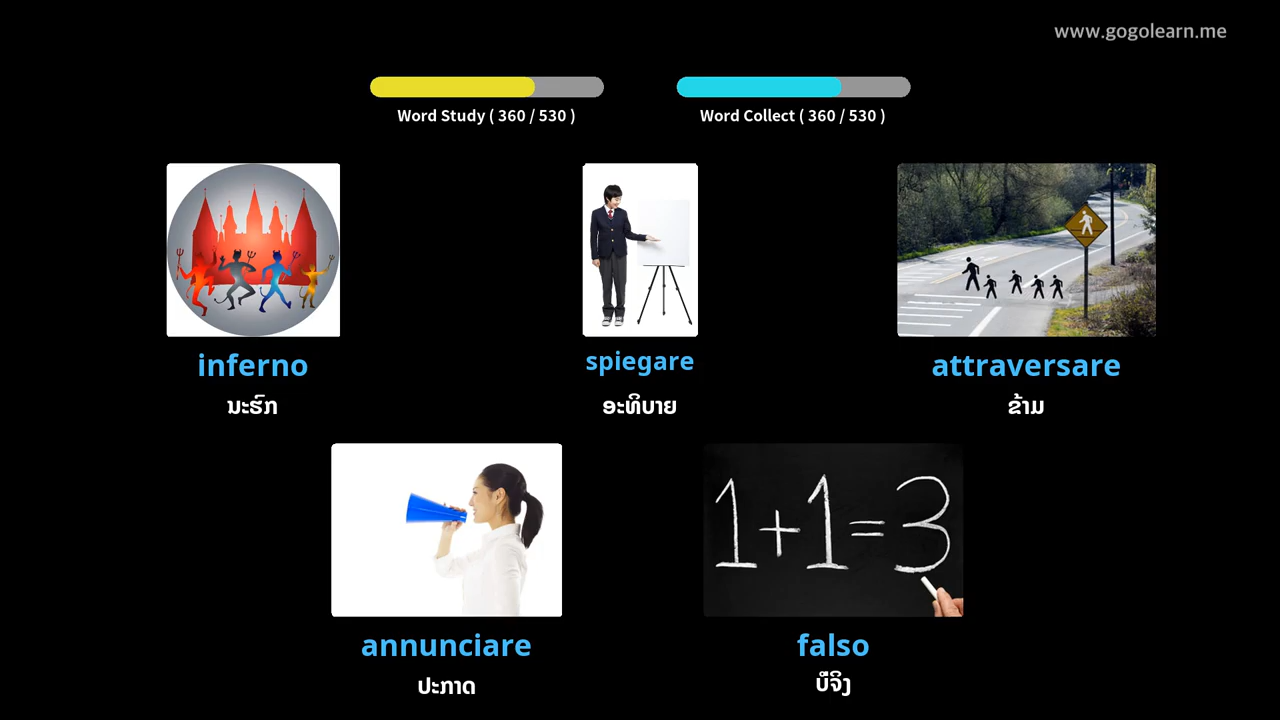 www.gogolearn.me
Word Study ( 360 / 530 )
Word Collect ( 360 / 530 )
inferno
ນະຮົກ
spiegare
ອະທິບາຍ
attraversare
ຂ້າມ
annunciare
ປະກາດ
1+1=3
falso
ບໍ່ຈິງ